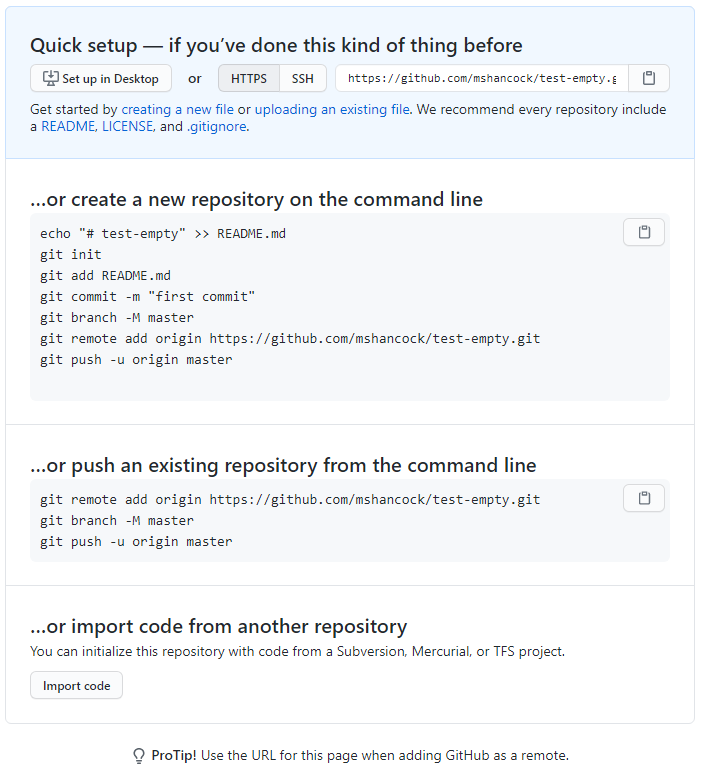 Quick setup — if you’ve done this kind of thing before
Set up in Desktop or HTTPS SSH https://github.com/mshancock/test-empty.g
Get started by creating a new file or uploading an existing file. We recommend every repository include
a README, LICENSE, and .gitignore.
…or create a new repository on the command line
echo "# test-empty" >> README.md
git init
git add README.md
git commit -m "first commit"
git branch -M master
git remote add origin https://github.com/mshancock/test-empty.git
git push -u origin master
…or push an existing repository from the command line
git remote add origin https://github.com/mshancock/test-empty.git
git branch -M master
git push -u origin master
…or import code from another repository
You can initialize this repository with code from a Subversion, Mercurial, or TFS project.
Import code
ProTip! Use the URL for this page when adding GitHub as a remote.